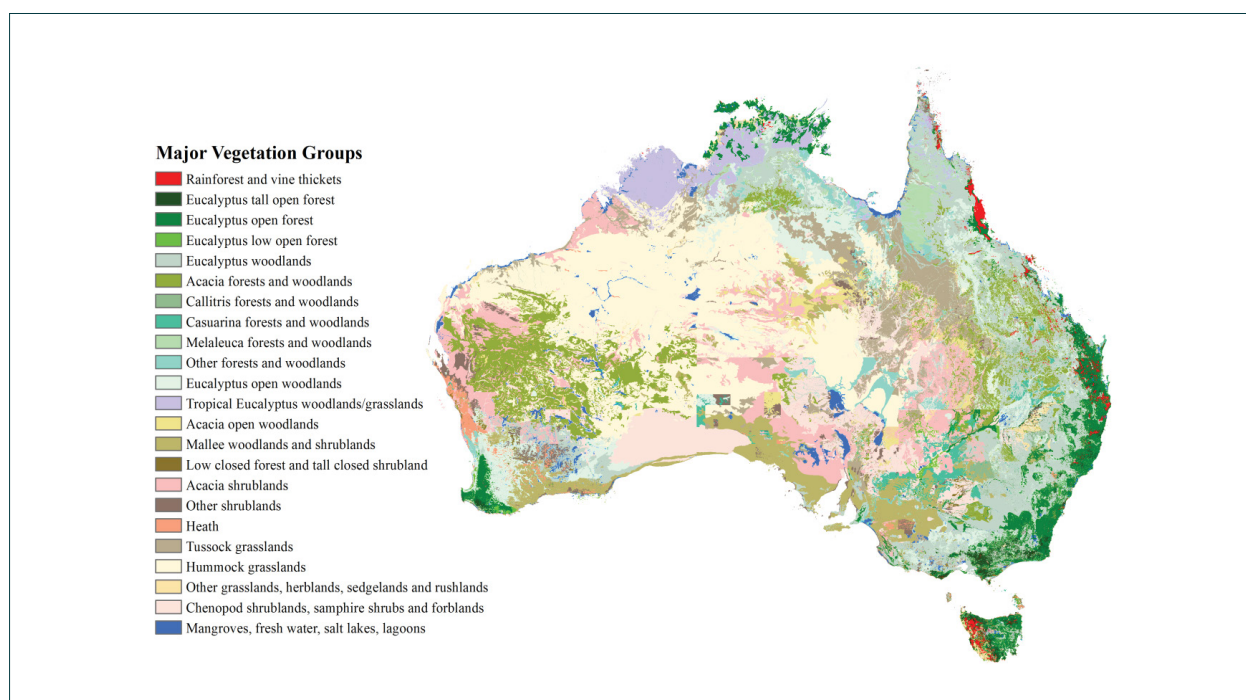 Major Vegetation Groups
Rainforest and vine thickets
Eucalyptus tall open forest
Eucalyptus open forest
Eucalyptus low open forest
Eucalyptus woodlands
Acacia forests and woodlands
Callitris forests and woodlands
Casuarina forests and woodlands
Melaleuca forests and woodlands
Other forests and woodlands
Eucalyptus open woodlands
Tropical Eucalyptus woodlands/grasslands
Acacia open woodlands
Mallee woodlands and shrublands
Low closed forest and tall closed shrubland
Acacia shrublands
Other shrublands
Heath
Tussock grasslands
Hummock grasslands
Other grasslands, herblands, sedgelands and rushlands
Chenopod shrublands, samphire shrubs and forblands
Mangroves, fresh water, salt lakes, lagoons